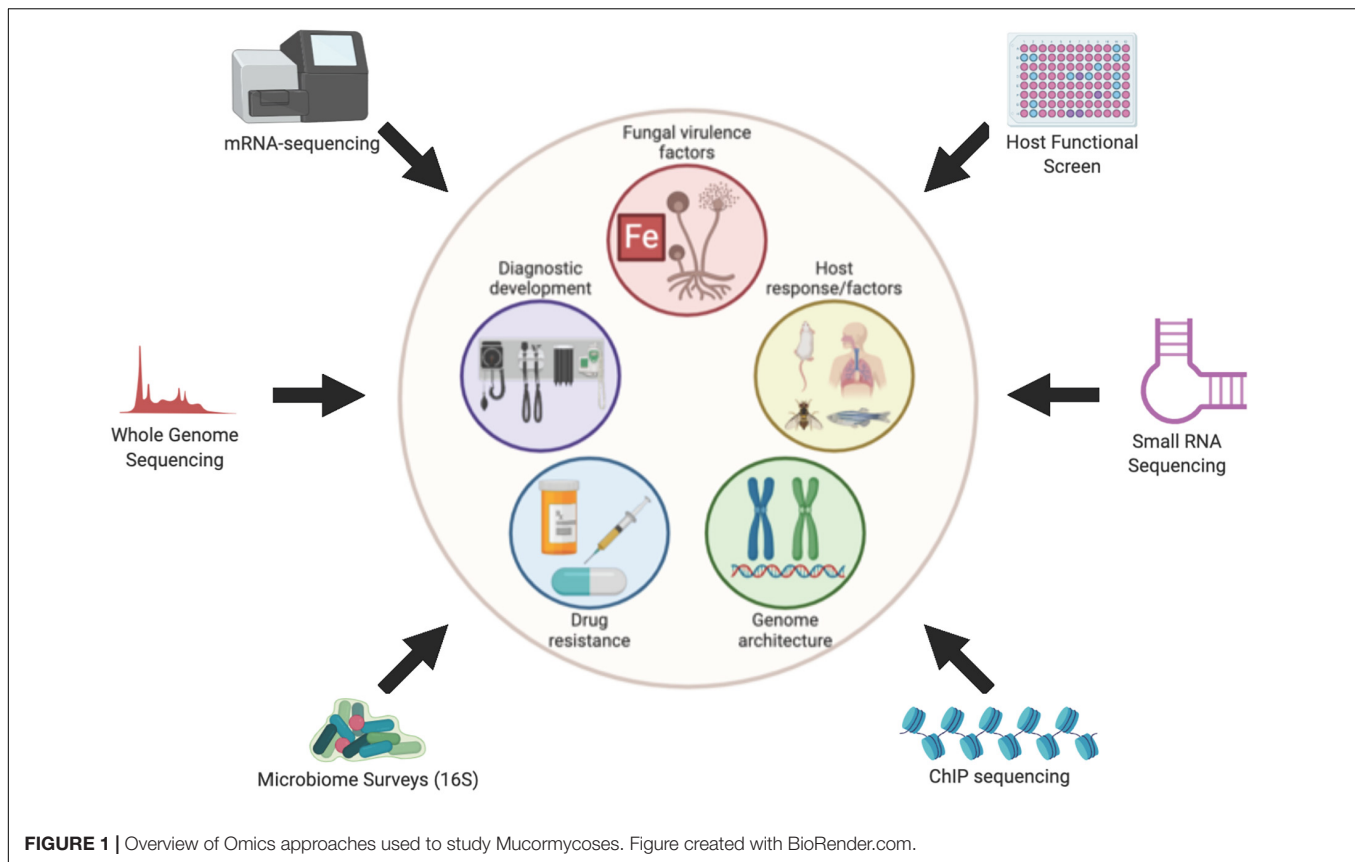 mRNA-sequencing
Host Functional
Screen
Fungal virulence
factors
Fe
Diagnostic
development
Host
response/factors
Whole Genome
Sequencing
Small RNA
Sequencing
Drug
resistance
Genome
architecture
Microbiome Surveys (16S)
ChIP sequencing
FIGURE 1 | Overview of Omics approaches used to study Mucormycoses. Figure created with BioRender.com.